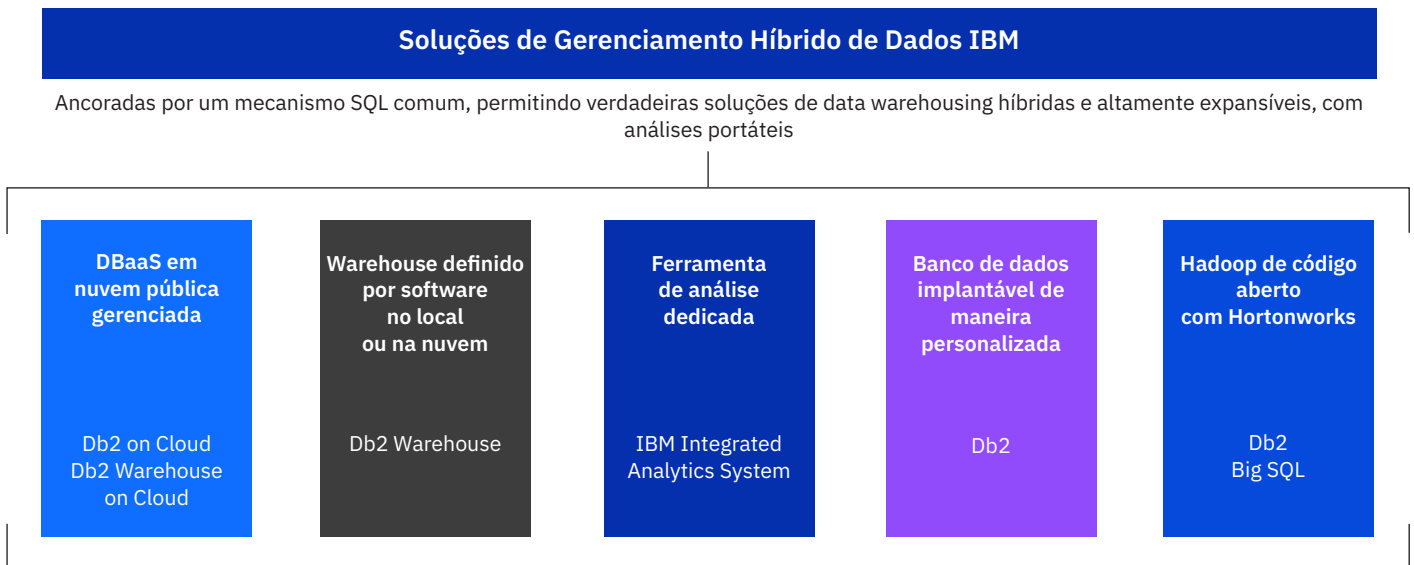 Soluções de Gerenciamento Híbrido de Dados IBM
Ancoradas por um mecanismo SQL comum, permitindo verdadeiras soluções de data warehousing híbridas e altamente expansíveis, com
análises portáteis
DBaaS em
nuvem pública
gerenciada
Db2 on Cloud
Db2 Warehouse
on Cloud
Warehouse definido
por software
no local
ou na nuvem
Db2 Warehouse
Ferramenta
de análise
dedicada
IBM Integrated
Analytics System
Banco de dados
implantável de
maneira
personalizada
Db2
Hadoop de código
aberto
com Hortonworks
Db2
Big SQL